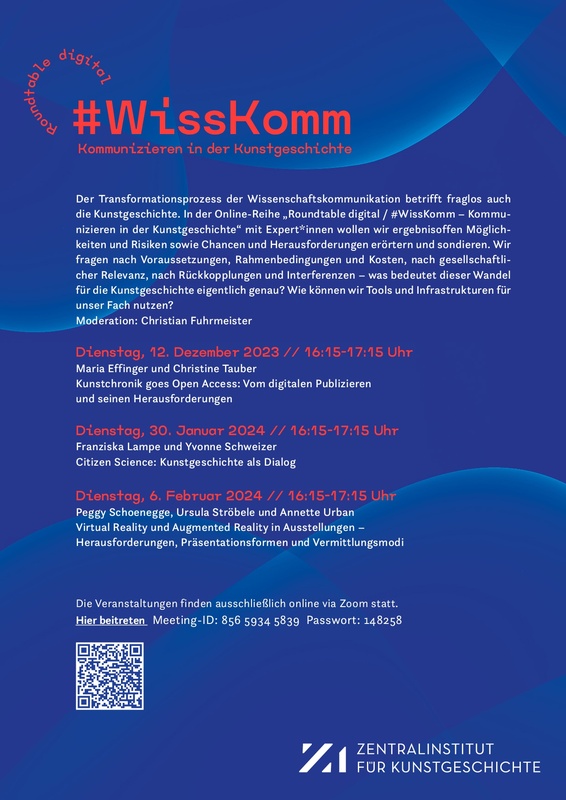 Roundtable digital
#WissKomm
Kommunizieren in der Kunstgeschichte
Der Transformationsprozess der Wissenschaftskommunikation betrifft fraglos auch
die Kunstgeschichte. In der Online-Reihe „Roundtable digital / #WissKomm – Kommu-
nizieren in der Kunstgeschichte“ mit Expert*innen wollen wir ergebnisoffen Möglich-
keiten und Risiken sowie Chancen und Herausforderungen erörtern und sondieren. Wir
fragen nach Voraussetzungen, Rahmenbedingungen und Kosten, nach gesellschaftli-
cher Relevanz, nach Rückkopplungen und Interferenzen – was bedeutet dieser Wandel
für die Kunstgeschichte eigentlich genau? Wie können wir Tools und Infrastrukturen für
unser Fach nutzen?
Moderation: Christian Fuhrmeister
Dienstag, 12. Dezember 2023 // 16:15-17:15 Uhr
Maria Effinger und Christine Tauber
Kunstchronik goes Open Access: Vom digitalen Publizieren
und seinen Herausforderungen
Dienstag, 30. Januar 2024 // 16:15-17:15 Uhr
Franziska Lampe und Yvonne Schweizer
Citizen Science: Kunstgeschichte als Dialog
Dienstag, 6. Februar 2024 // 16:15-17:15 Uhr
Peggy Schoenegge, Ursula Ströbele und Annette Urban
Virtual Reality und Augmented Reality in Ausstellungen –
Herausforderungen, Präsentationsformen und Vermittlungsmodi
Die Veranstaltungen finden ausschließlich online via Zoom statt.
Hier beitreten Meeting-ID: 856 5934 5839 Passwort: 148258
ZENTRALINSTITUT
FÜR KUNSTGESCHICHTE